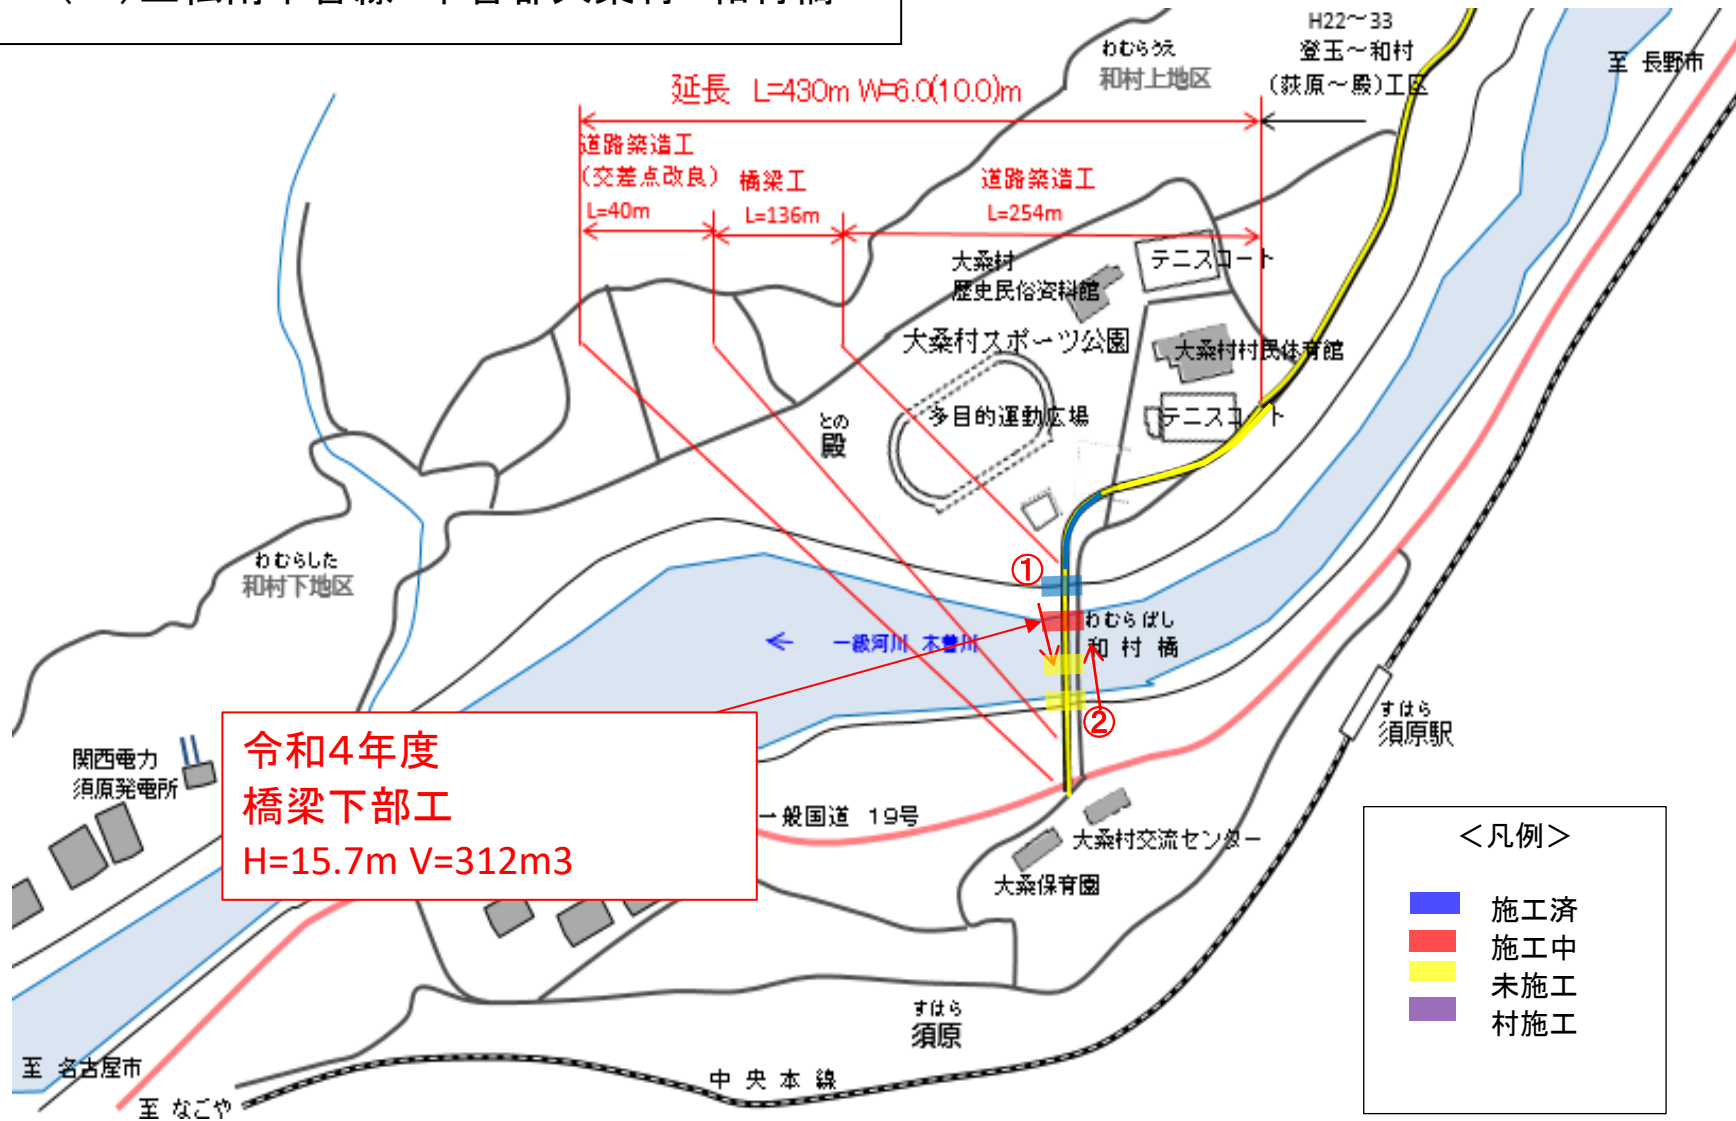 H22～33
登玉～和村
(荻原～殿)工区
至 長野市
わむらうえ
和村上地区
延長 L=430m W=6.0(10.0)m
道路築造工
(交差点改良)
L=40m
橋梁工
L=136m
道路築造工
L=254m
大桑村
歴史民俗資料館
テニスコート
大桑村スポーツ公園
大桑村村民体育館
多目的運動広場
テニスコート
との
殿
わむらした
和村下地区
①
わむらばし
和村橋
← 一級河川 木曽川
②
すはら
須原駅
関西電力
須原発電所
令和4年度
橋梁下部工
H=15.7m V=312m3
一般国道 19号
大桑村交流センター
大桑保育園
すはら
須原
中央本線
至 名古屋市
至 なごや
＜凡例＞
施工済
施工中
未施工
村施工